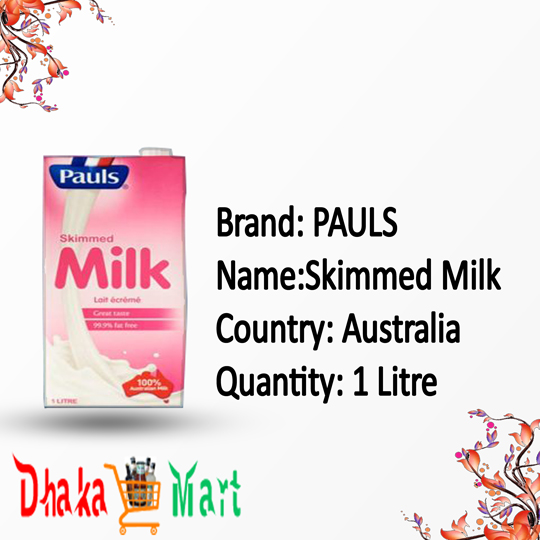 Pauls
Skimmed
Milk
Lait écrémé
Great taste
99.9% fat free
100%
Australian Milk
1 LITRE
Brand: PAULS
Name:Skimmed Milk
Country: Australia
Quantity: 1 Litre
Dhaka Mart